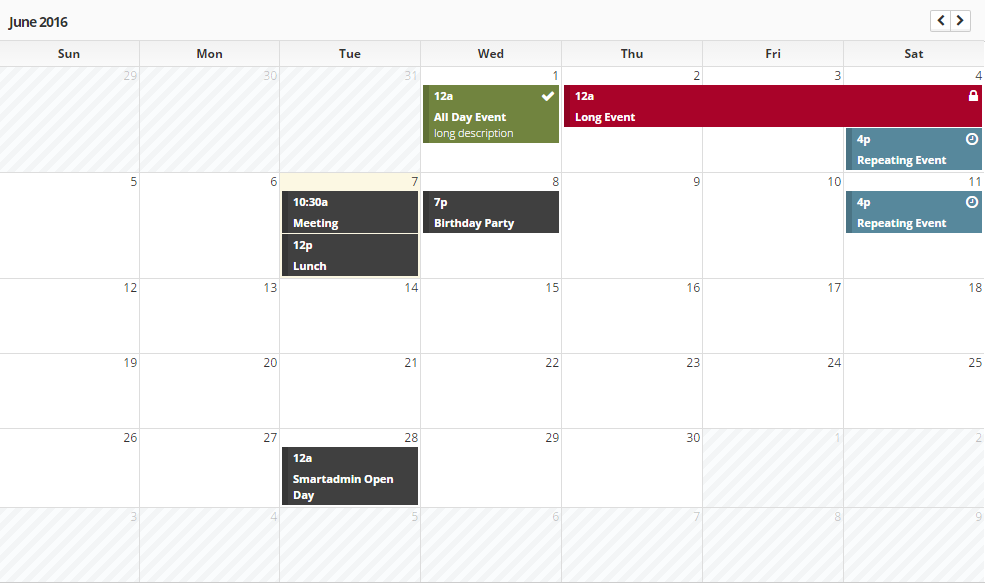 June 2016
Sun Mon Tue Wed Thu Fri Sat
29 30 31 1 2 3 4
12a
All Day Event
long description
12a
Long Event
4p
Repeating Event
5 6 7 8 9 10 11
10:30a
Meeting
12p
Lunch
7p
Birthday Party
4p
Repeating Event
12 13 14 15 16 17 18
19 20 21 22 23 24 25
26 27 28 29 30 1 2
12a
Smartadmin Open
Day
3 4 5 6 7 8 9